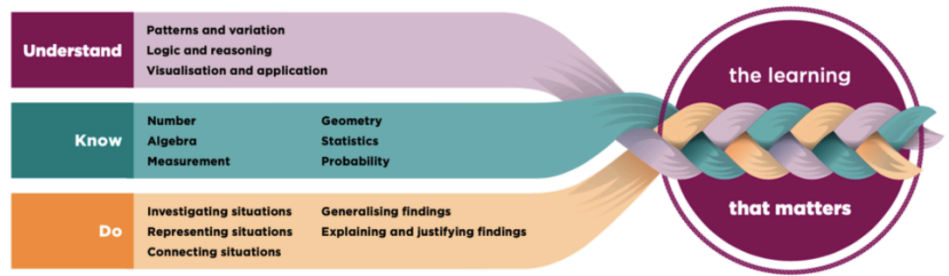 Understand
Patterns and variation
Logic and reasoning
Visualisation and application
Know
Number
Algebra
Measurement
Geometry
Statistics
Probability
Do
Investigating situations
Representing situations
Connecting situations
Generalising findings
Explaining and justifying findings
the learning
that matters